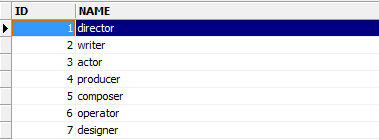 ID NAME
1 director
2 writer
3 actor
4 producer
5 composer
6 operator
7 designer